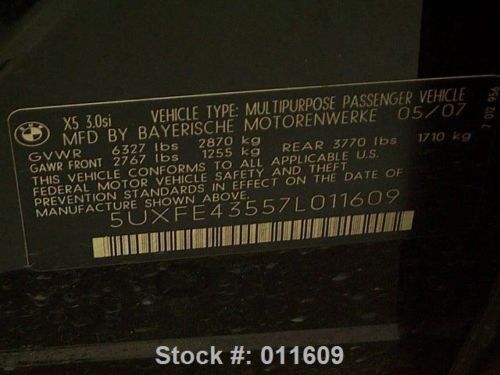 X5 3.0si VEHICLE TYPE: MULTIPURPOSE PASSENGER VEHICLE
MFD BY BAYERISCHE MOTORENWERKE 05/07
GVWR 6327 lbs 2870 kg
GAWR FRONT 2767 lbs 1255 kg REAR 3770 lbs 1710 kg
THIS VEHICLE CONFORMS TO ALL APPLICABLE U.S.
FEDERAL MOTOR VEHICLE SAFETY, BUMPER, AND THEFT
PREVENTION STANDARDS IN EFFECT ON THE DATE OF
MANUFACTURE SHOWN ABOVE.
5UXFE43557L011609
Stock #: 011609